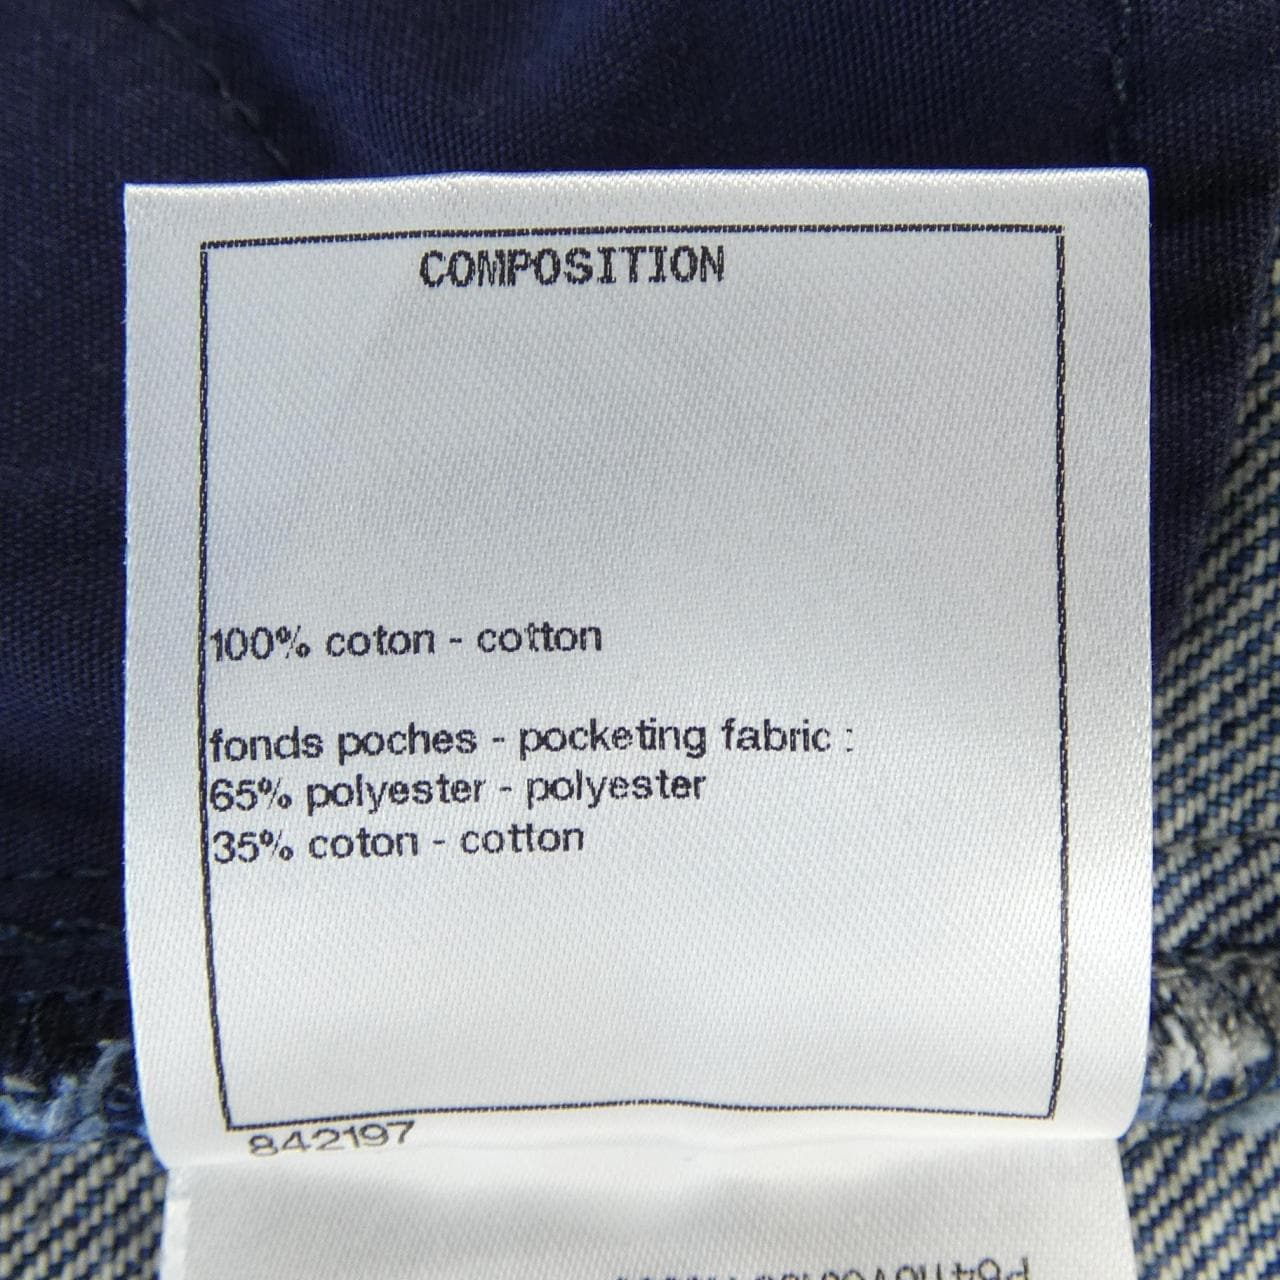 COMPOSITION
100% coton - cotton
fonds poches - pocketing fabric :
65% polyester - polyester
35% coton - cotton
842197